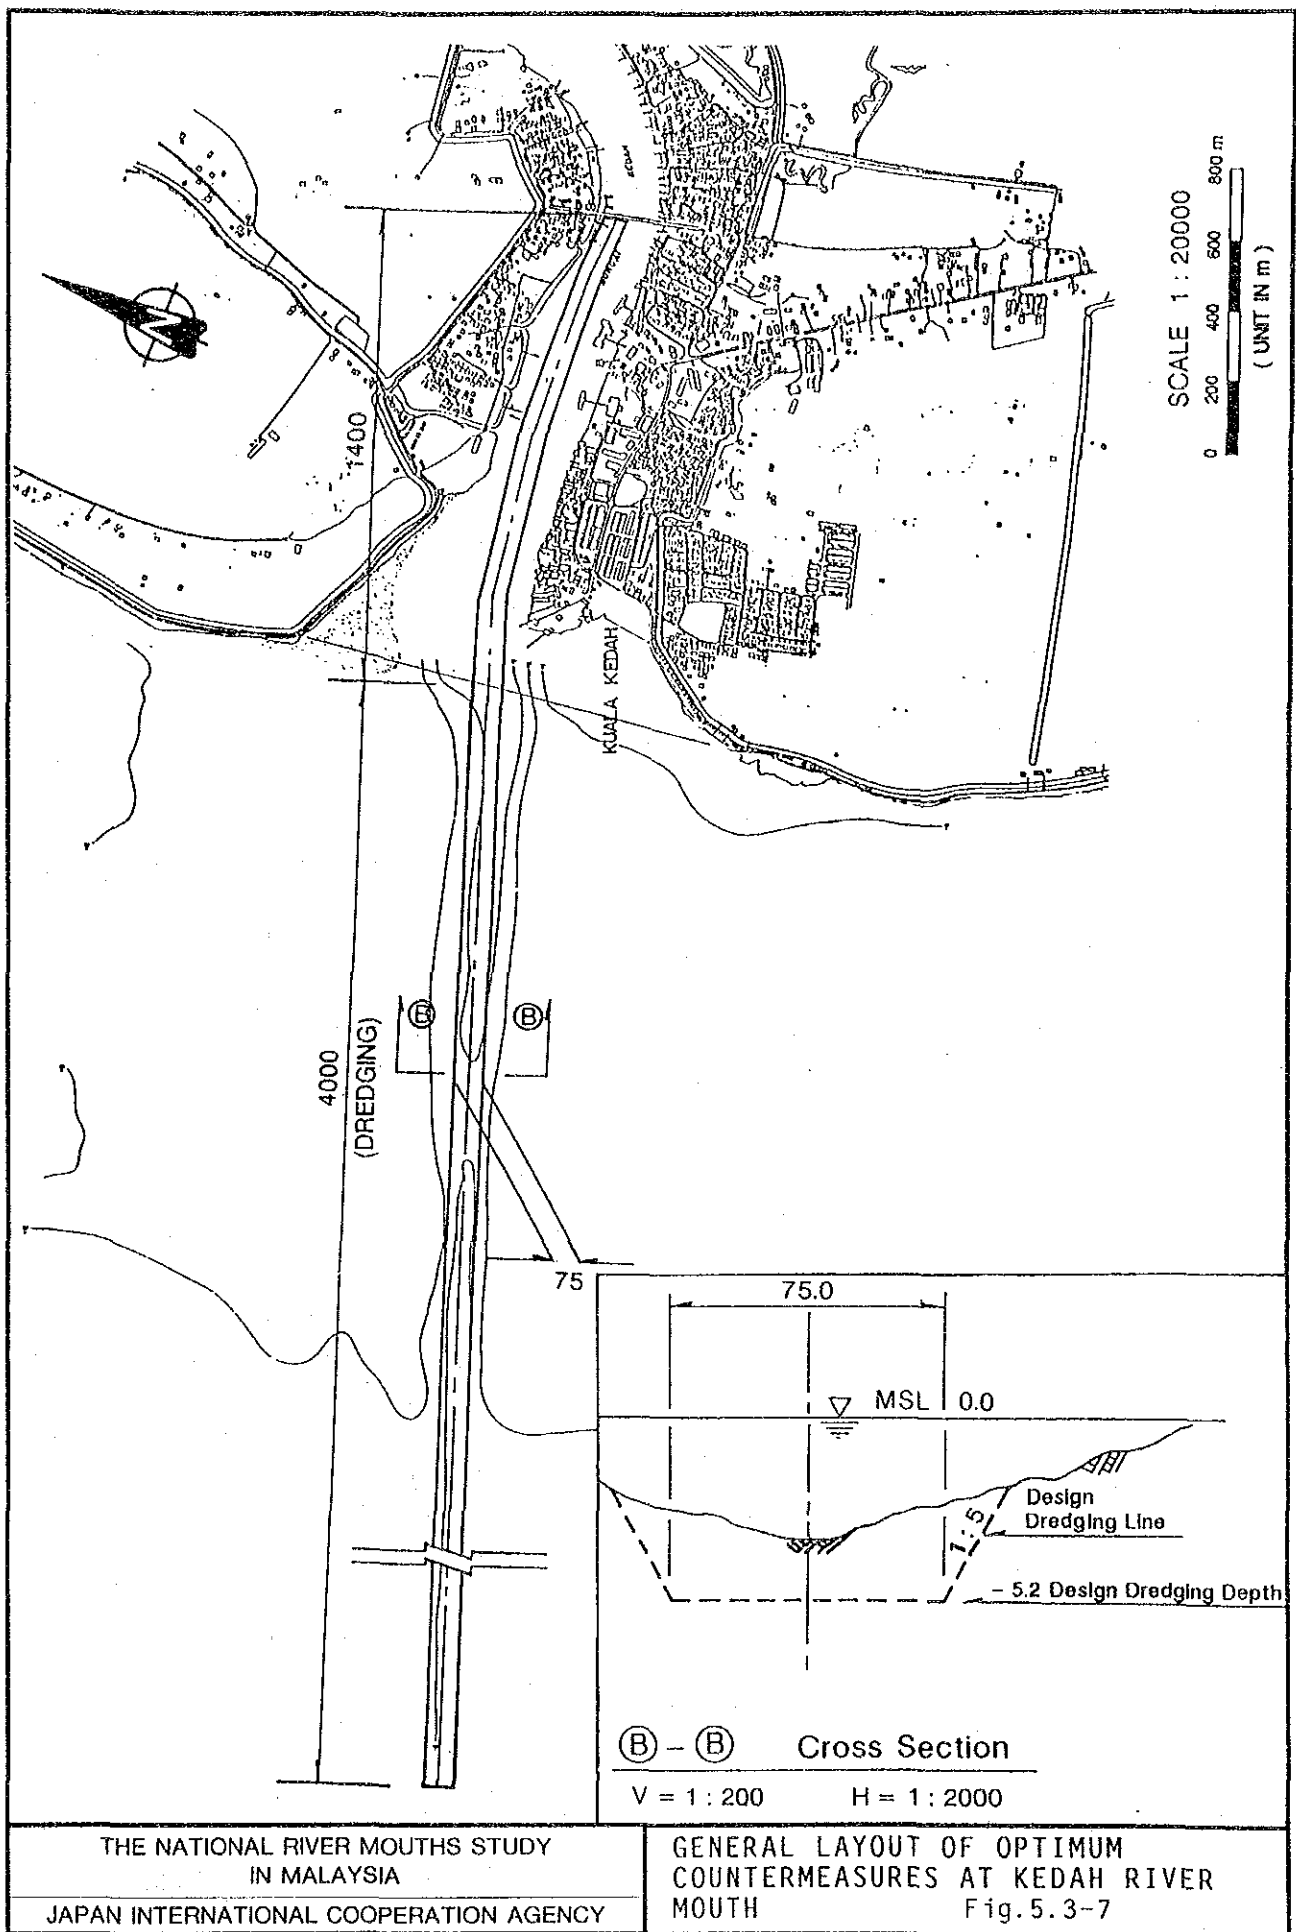 SUNGAI
KEDAH
N
SCALE 1 : 20000
0 200 400 600 800 m
( UNIT IN m )
1400
KUALA KEDAH
4000
(DREDGING)
B
B
75
75.0
MSL 0.0
Design
Dredging Line
1 : 5
- 5.2 Design Dredging Depth
B - B Cross Section
V = 1 : 200 H = 1 : 2000
THE NATIONAL RIVER MOUTHS STUDY
IN MALAYSIA
JAPAN INTERNATIONAL COOPERATION AGENCY
GENERAL LAYOUT OF OPTIMUM
COUNTERMEASURES AT KEDAH RIVER
MOUTH Fig.5.3-7